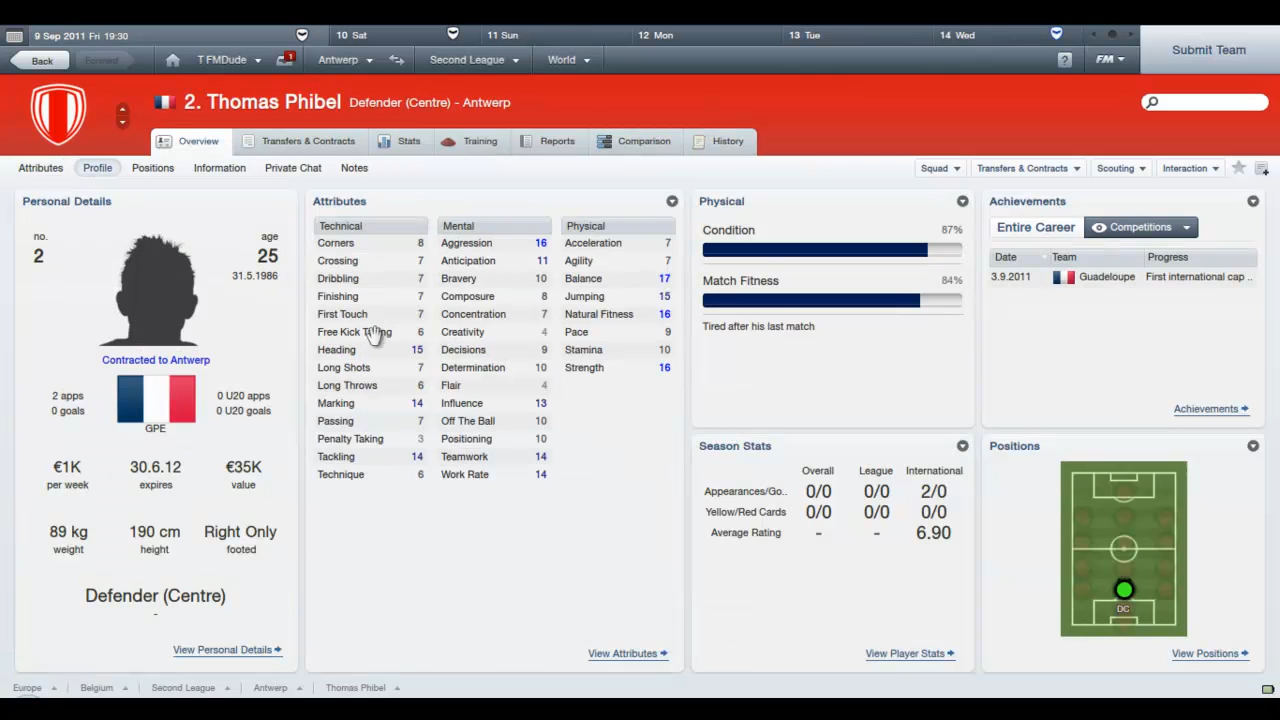 9 Sep 2011 Fri 19:30
10 Sat
11 Sun
12 Mon
13 Tue
14 Wed
Submit Team
Back
Forward
T FMDude
1
Antwerp
Second League
World
?
FM
2. Thomas Phibel Defender (Centre) - Antwerp
Overview
Transfers & Contracts
Stats
Training
Reports
Comparison
History
Attributes
Profile
Positions
Information
Private Chat
Notes
Squad
Transfers & Contracts
Scouting
Interaction
Personal Details
no.
2
age
25
31.5.1986
Contracted to Antwerp
2 apps
0 goals
GPE
0 U20 apps
0 U20 goals
€1K
per week
30.6.12
expires
€35K
value
89 kg
weight
190 cm
height
Right Only
footed
Defender (Centre)
-
View Personal Details
Attributes
Technical
Corners 8
Crossing 7
Dribbling 7
Finishing 7
First Touch 7
Free Kick 6
Heading 15
Long Shots 7
Long Throws 6
Marking 14
Passing 7
Penalty Taking 3
Tackling 14
Technique 6
Mental
Aggression 16
Anticipation 11
Bravery 10
Composure 8
Concentration 7
Creativity 4
Decisions 9
Determination 10
Flair 4
Influence 13
Off The Ball 10
Positioning 10
Teamwork 14
Work Rate 14
Physical
Acceleration 7
Agility 7
Balance 17
Jumping 15
Natural Fitness 16
Pace 9
Stamina 10
Strength 16
View Attributes
Physical
Condition 87%
Match Fitness 84%
Tired after his last match
Season Stats
Overall League International
Appearances/Go.. 0/0 0/0 2/0
Yellow/Red Cards 0/0 0/0 0/0
Average Rating - - 6.90
View Player Stats
Achievements
Entire Career
Competitions
Date Team Progress
3.9.2011 Guadeloupe First international cap ..
Achievements
Positions
DC
View Positions
Europe
Belgium
Second League
Antwerp
Thomas Phibel